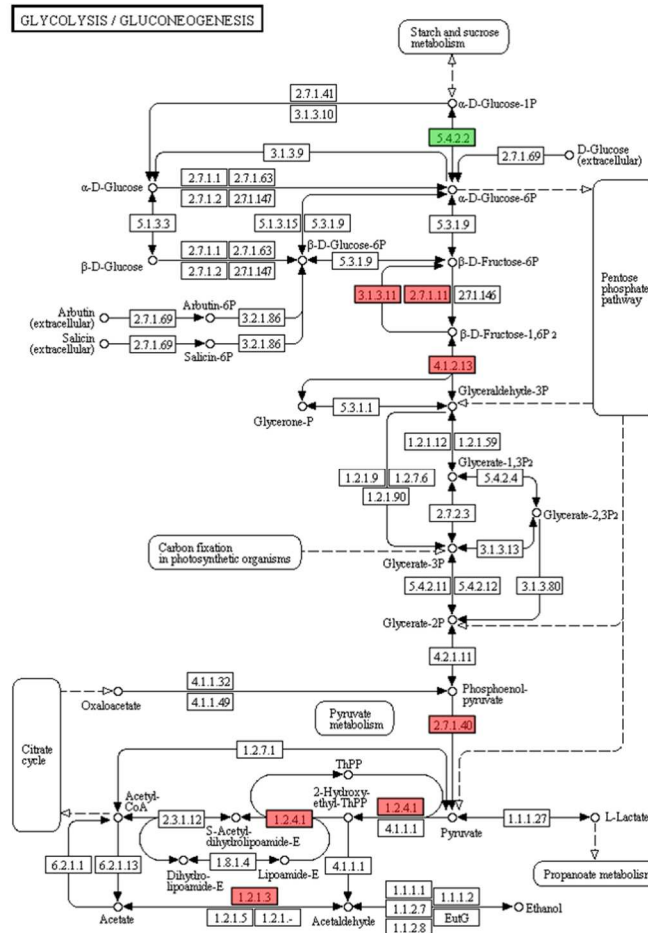 GLYCOLYSIS / GLUCONEOGENESIS
Starch and sucrose
metabolism
2.7.1.41
3.1.3.10
α-D-Glucose-1P
5.4.2.2
3.1.3.9
2.7.1.69
D-Glucose
(extracellular)
α-D-Glucose
2.7.1.1
2.7.1.63
2.7.1.2
2.7.1.147
α-D-Glucose-6P
5.1.3.3
5.1.3.15
5.3.1.9
5.3.1.9
β-D-Glucose-6P
β-D-Glucose
2.7.1.1
2.7.1.63
2.7.1.2
2.7.1.147
5.3.1.9
β-D-Fructose-6P
Pentose
phosphate
pathway
Arbutin
(extracellular)
2.7.1.69
Arbutin-6P
3.2.1.86
3.1.3.11
2.7.1.11
2.7.1.146
Salicin
(extracellular)
2.7.1.69
Salicin-6P
3.2.1.86
β-D-Fructose-1,6P2
4.1.2.13
Glyceraldehyde-3P
Glycerone-P
5.3.1.1
1.2.1.12
1.2.1.59
1.2.1.9
1.2.7.6
1.2.1.90
Glycerate-1,3P2
5.4.2.4
2.7.2.3
Glycerate-2,3P2
Carbon fixation
in photosynthetic organisms
Glycerate-3P
3.1.3.13
5.4.2.11
5.4.2.12
3.1.3.80
Glycerate-2P
4.2.1.11
4.1.1.32
4.1.1.49
Oxaloacetate
Phosphoenol-
pyruvate
Pyruvate
metabolism
2.7.1.40
Citrate
cycle
1.2.7.1
ThPP
Acetyl-
CoA
2-Hydroxy-
ethyl-ThPP
2.3.1.12
S-Acetyl-
dihydrolipoamide-E
1.2.4.1
1.2.4.1
4.1.1.1
Pyruvate
1.1.1.27
L-Lactate
6.2.1.1
6.2.1.13
1.8.1.4
Dihydro-
lipoamide-E
Lipoamide-E
4.1.1.1
Propanoate metabolism
1.2.1.3
Acetate
1.2.1.5
1.2.1.-
Acetaldehyde
1.1.1.1
1.1.1.2
1.1.2.7
EutG
1.1.2.8
Ethanol